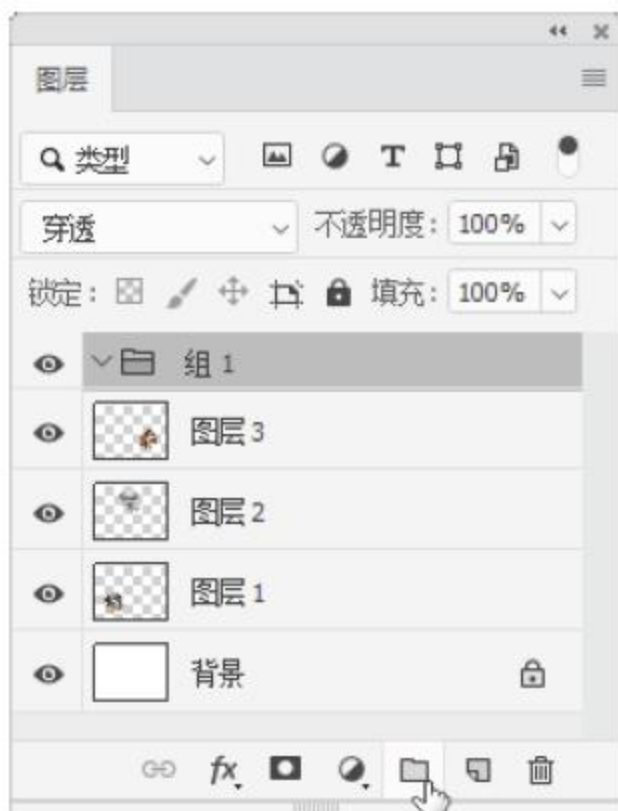 图层
类型 T
穿透 不透明度: 100%
锁定: 填充: 100%
组 1
图层 3
图层 2
图层 1
背景
fx